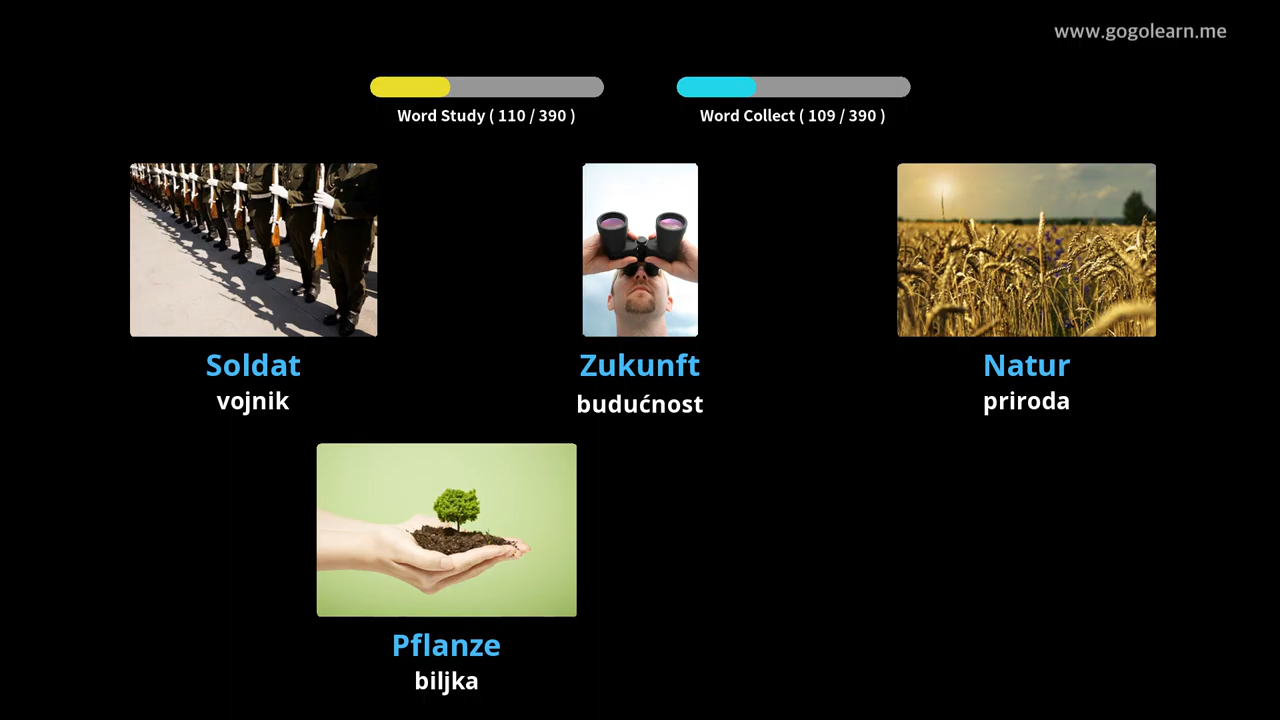 www.gogolearn.me
Word Study ( 110 / 390 )
Word Collect ( 109 / 390 )
Soldat
vojnik
Zukunft
budućnost
Natur
priroda
Pflanze
biljka